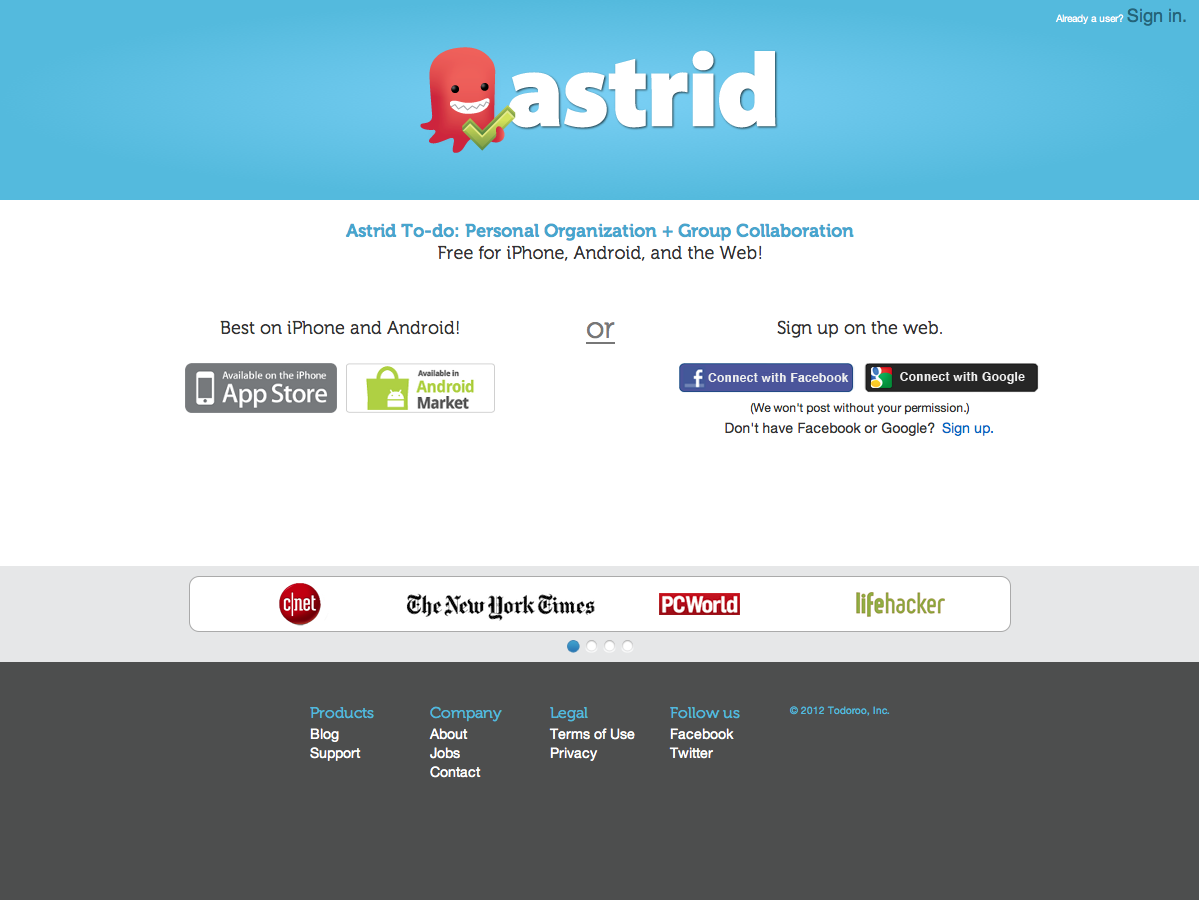 Already a user? Sign in.
astrid
Astrid To-do: Personal Organization + Group Collaboration
Free for iPhone, Android, and the Web!
Best on iPhone and Android!
or
Sign up on the web.
Available on the iPhone
App Store
Available in
Android
Market
f Connect with Facebook
g Connect with Google
(We won't post without your permission.)
Don't have Facebook or Google? Sign up.
c|net
The New York Times
PCWorld
lifehacker
Products
Blog
Support
Company
About
Jobs
Contact
Legal
Terms of Use
Privacy
Follow us
Facebook
Twitter
© 2012 Todoroo, Inc.